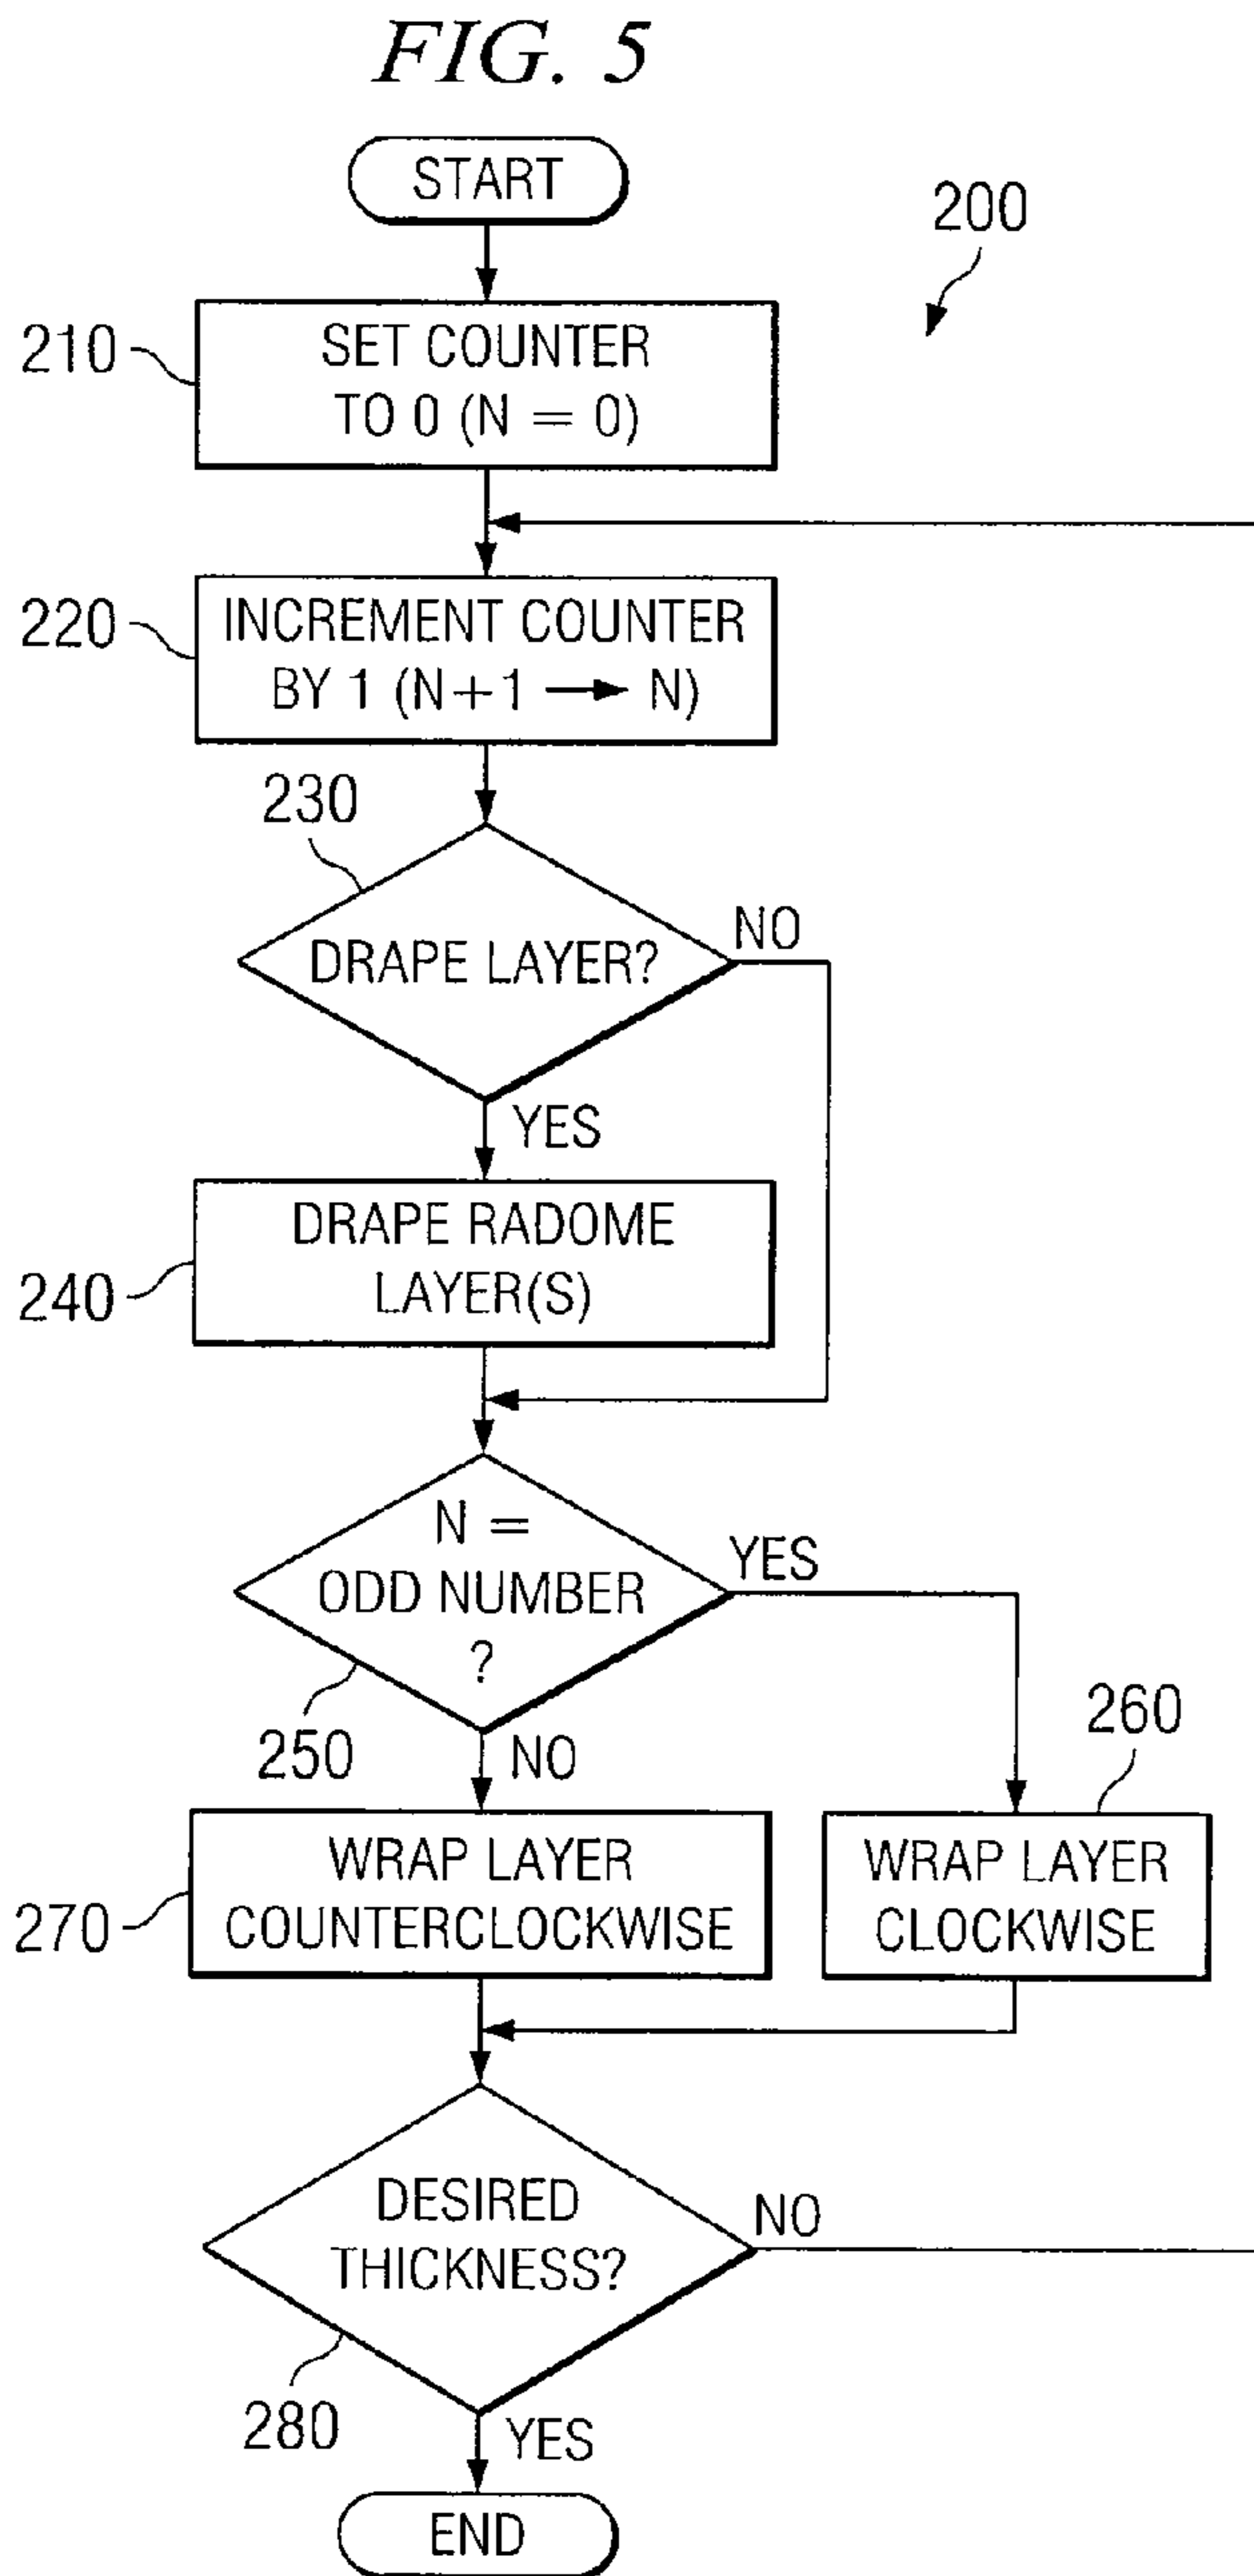 FIG. 5
START
200
210
SET COUNTER
TO 0 (N = 0)
220
INCREMENT COUNTER
BY 1 (N+1 → N)
230
DRAPE LAYER?
NO
YES
240
DRAPE RADOME
LAYER(S)
N =
ODD NUMBER
?
YES
250
NO
260
270
WRAP LAYER
COUNTERCLOCKWISE
WRAP LAYER
CLOCKWISE
DESIRED
THICKNESS?
NO
280
YES
END